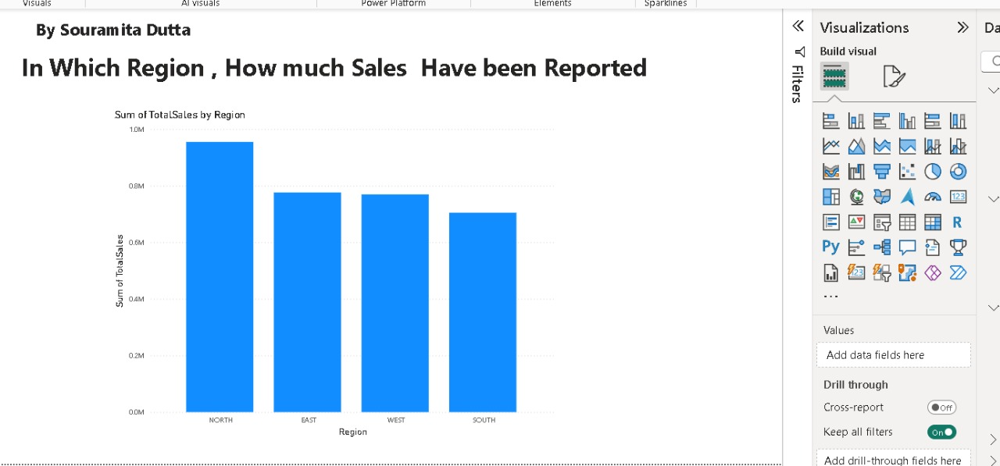 Visuals
AI visuals
Power Platform
Elements
Sparklines
By Souramita Dutta
In Which Region , How much Sales Have been Reported
Sum of TotalSales by Region
1.0M
0.8M
0.6M
0.4M
0.2M
0.0M
Sum of TotalSales
NORTH EAST WEST SOUTH
Region
Filters
Visualizations
Build visual
123
R
Py
123
...
Values
Add data fields here
Drill through
Cross-report Off
Keep all filters On
Add drill-through fields here
Da